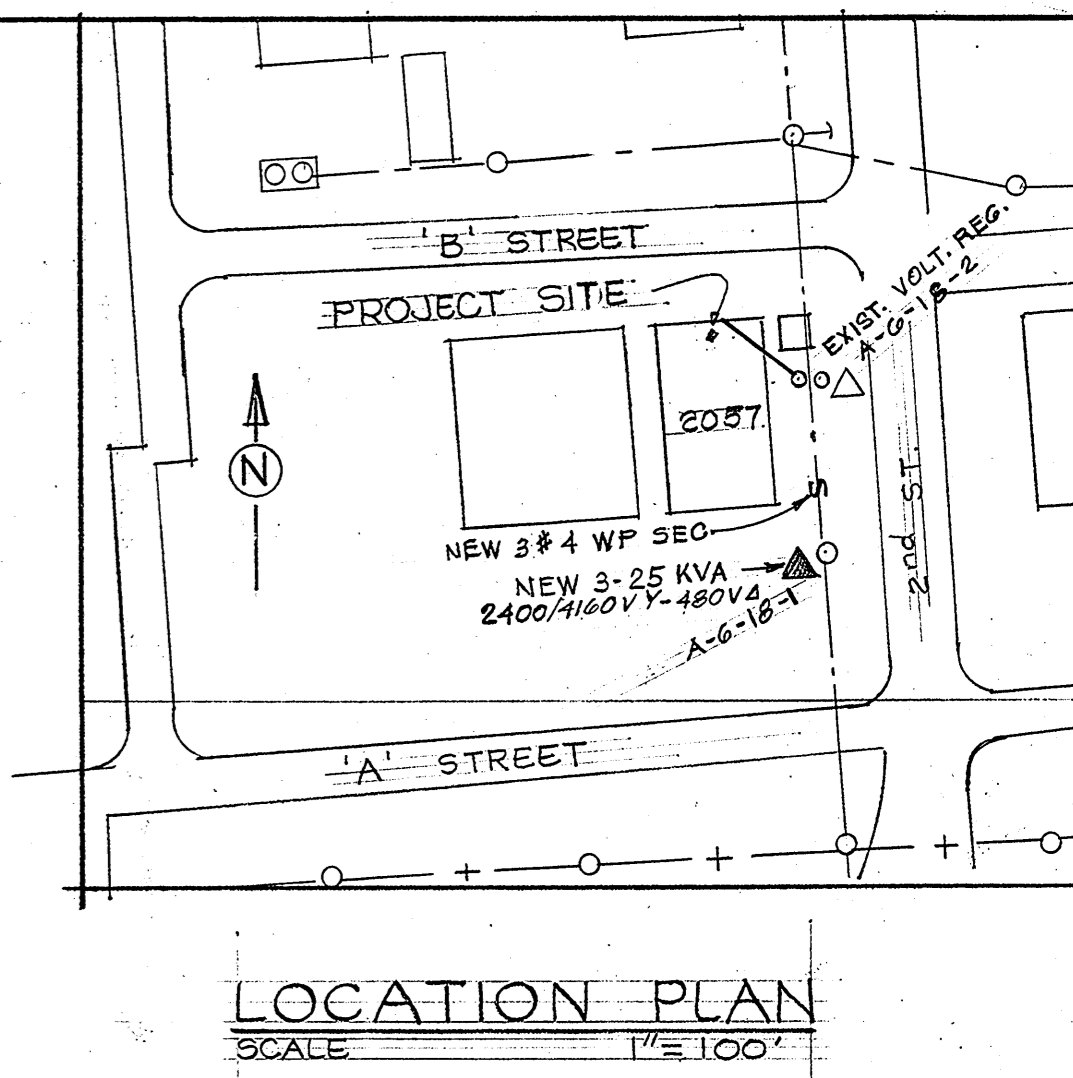 'B' STREET
PROJECT SITE
EXIST. VOLT. REG.
A-6-18-2
2057
N
NEW 3#4 WP SEC.
2nd ST.
NEW 3-25 KVA
2400/4160V Y-480VΔ
A-6-18-1
'A' STREET
LOCATION PLAN
SCALE 1"=100'